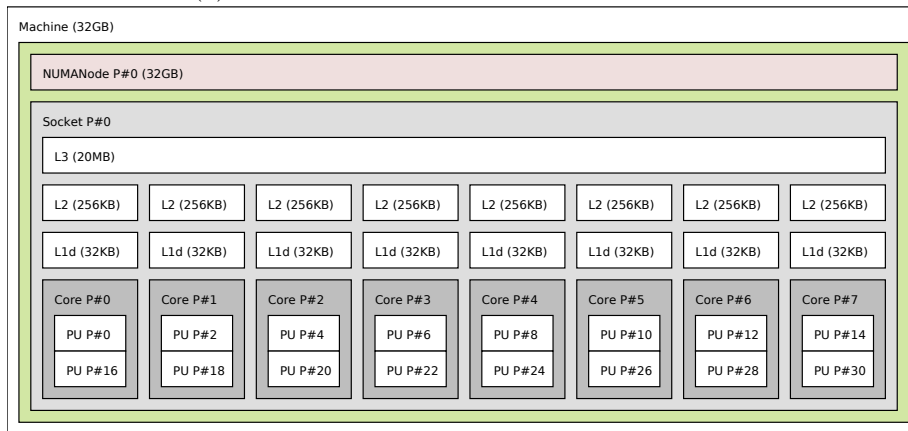 Machine (32GB)
NUMANode P#0 (32GB)
Socket P#0
L3 (20MB)
L2 (256KB) L2 (256KB) L2 (256KB) L2 (256KB) L2 (256KB) L2 (256KB) L2 (256KB) L2 (256KB)
L1d (32KB) L1d (32KB) L1d (32KB) L1d (32KB) L1d (32KB) L1d (32KB) L1d (32KB) L1d (32KB)
Core P#0 Core P#1 Core P#2 Core P#3 Core P#4 Core P#5 Core P#6 Core P#7
PU P#0 PU P#2 PU P#4 PU P#6 PU P#8 PU P#10 PU P#12 PU P#14
PU P#16 PU P#18 PU P#20 PU P#22 PU P#24 PU P#26 PU P#28 PU P#30